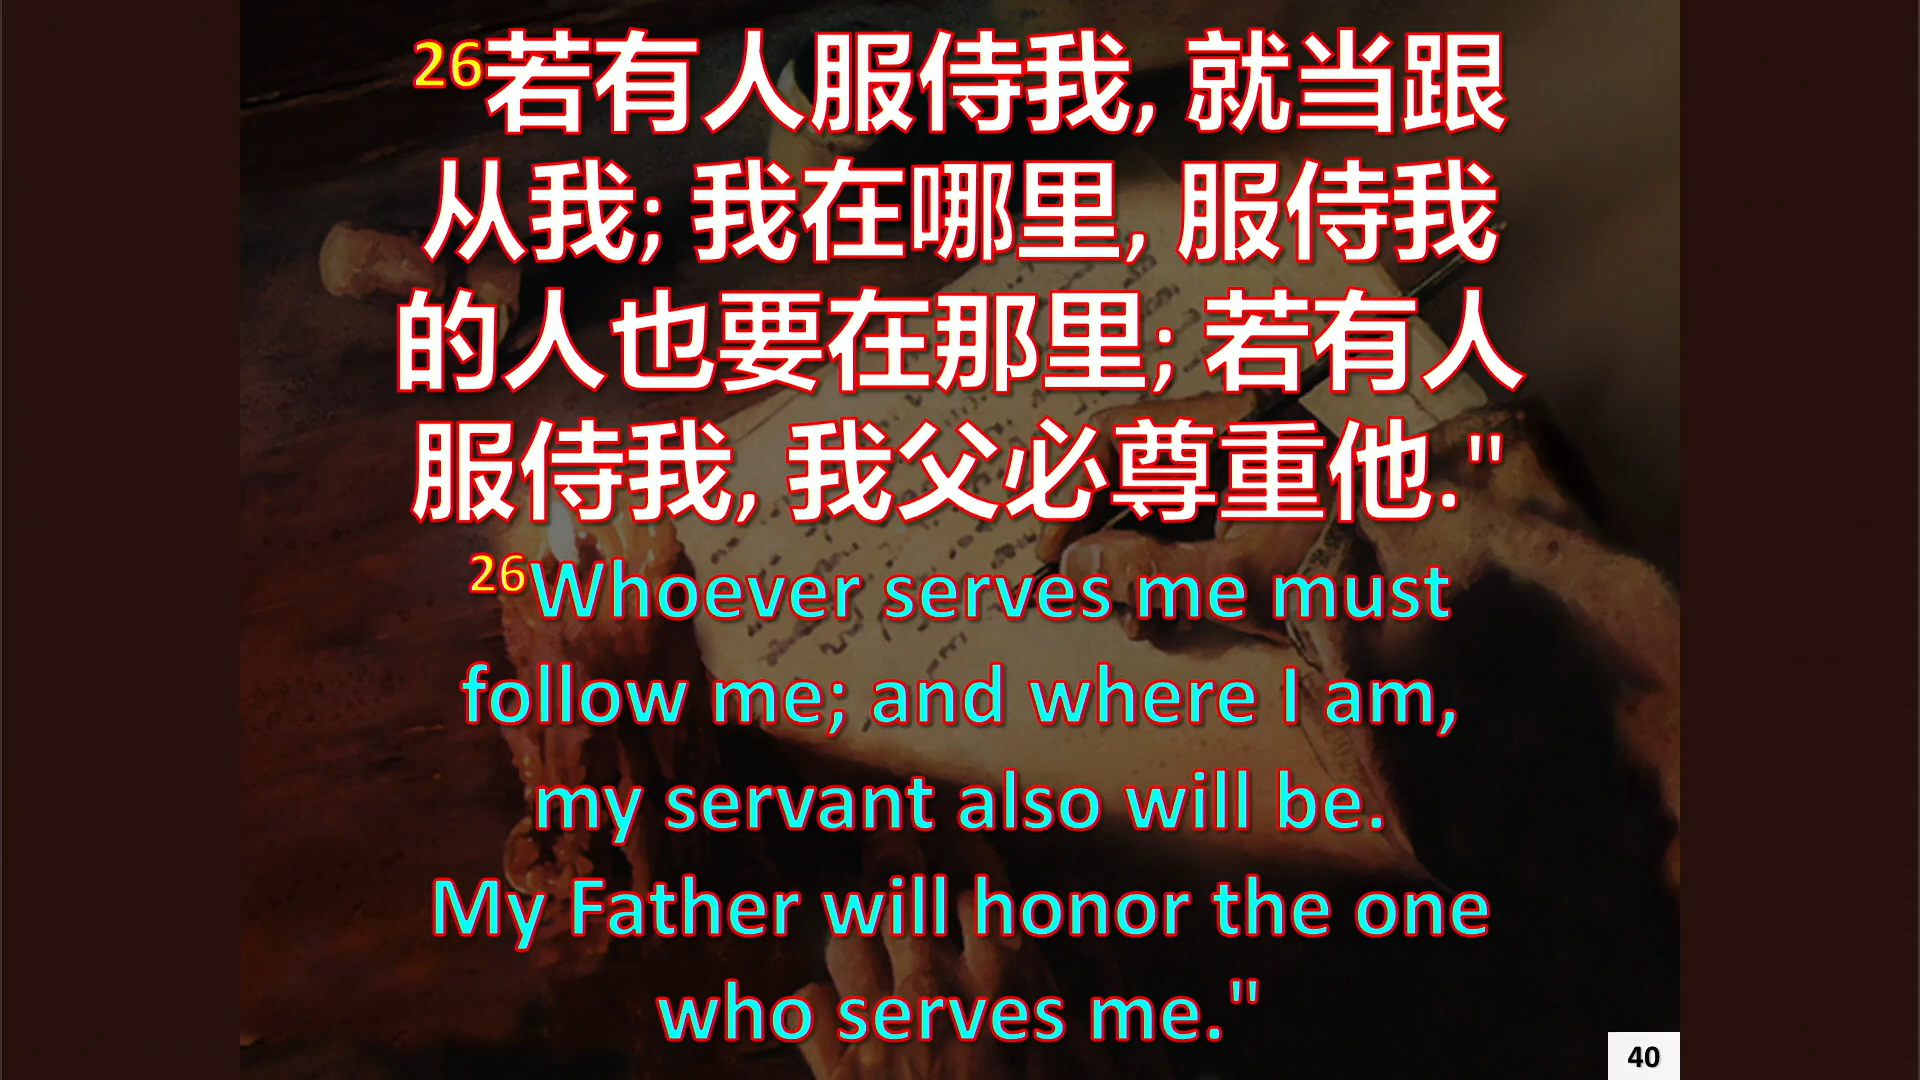 26若有人服侍我, 就当跟
从我; 我在哪里, 服侍我
的人也要在那里; 若有人
服侍我, 我父必尊重他."
26Whoever serves me must
follow me; and where I am,
my servant also will be.
My Father will honor the one
who serves me."
40